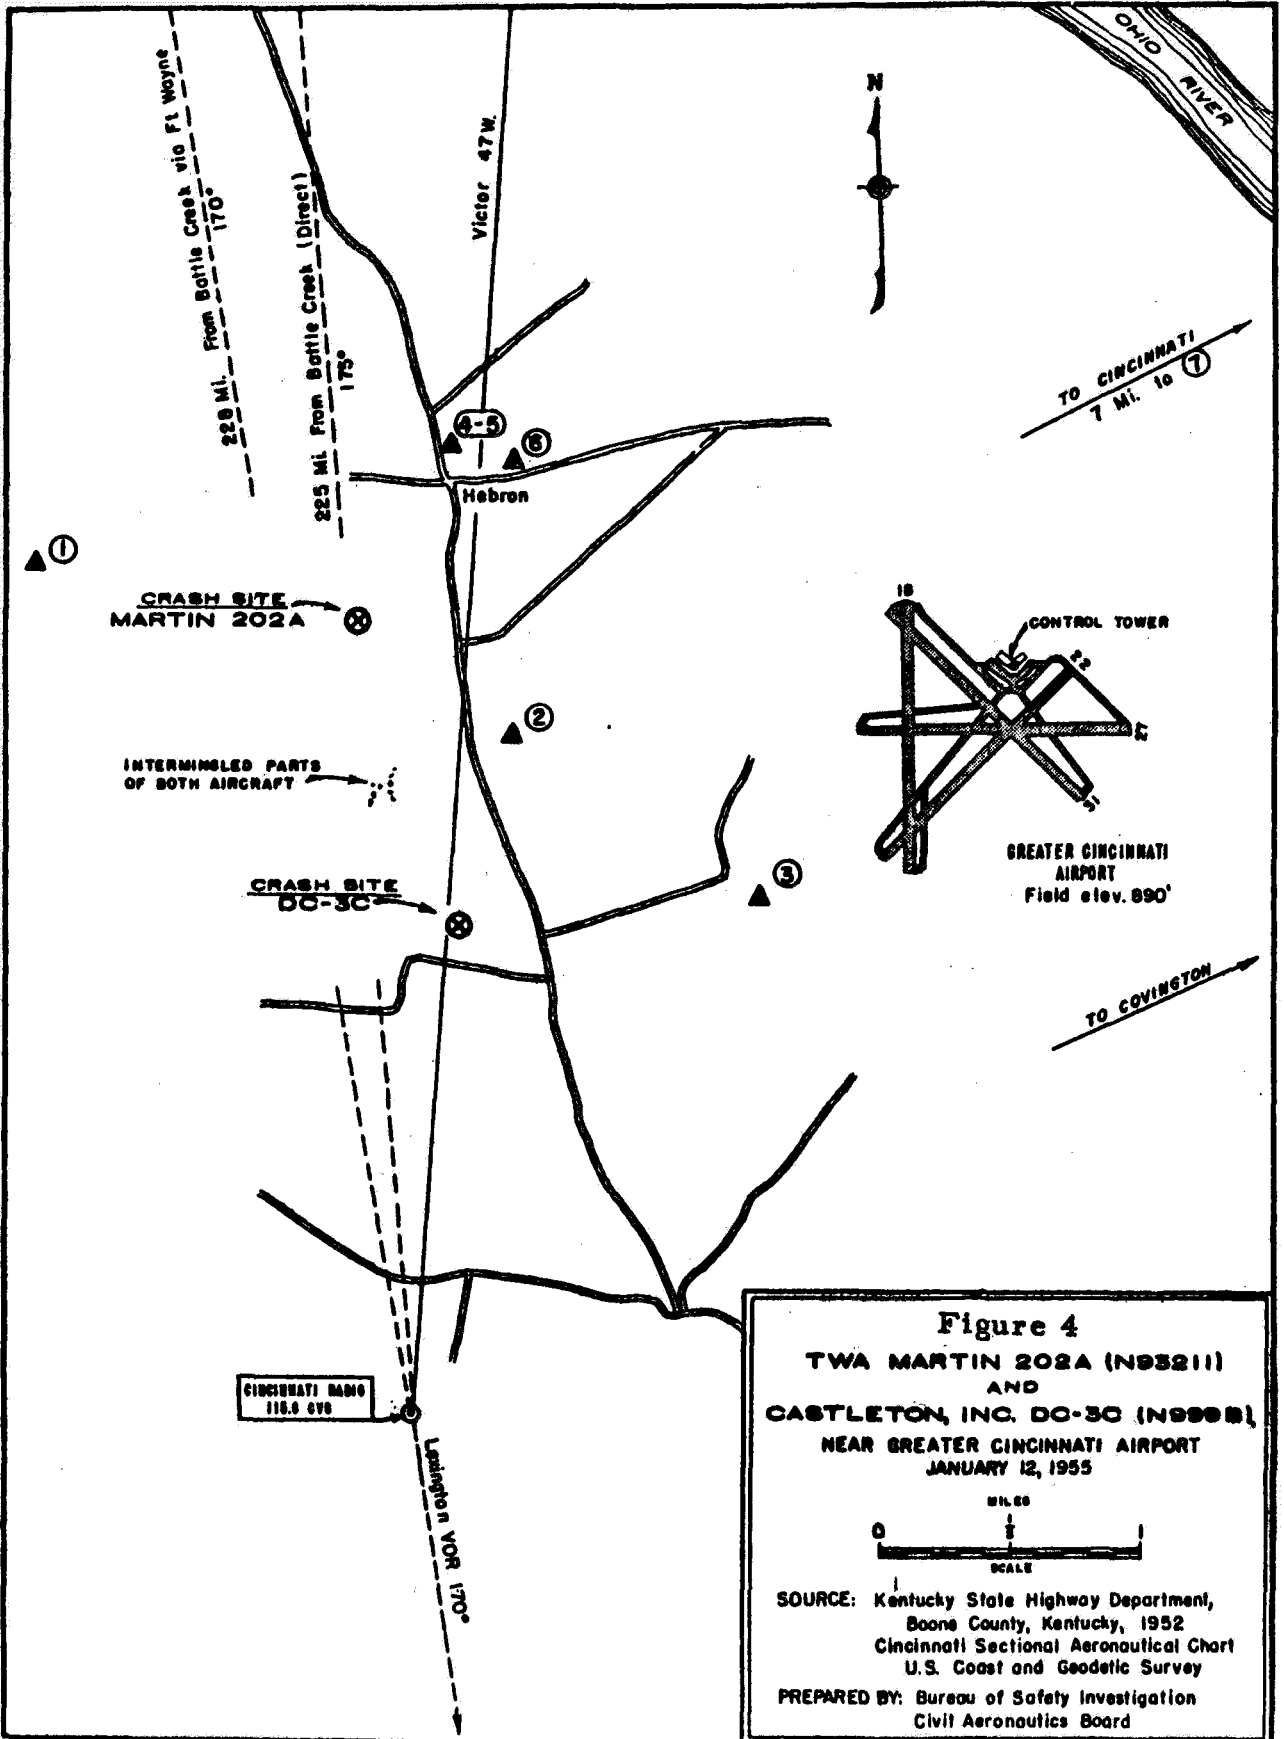 OHIO RIVER
N
228 Mi. From Battle Creek via Ft Wayne
170°
225 Mi. From Battle Creek (Direct)
175°
Victor 47W.
TO CINCINNATI
7 Mi. to 7
4-5
6
Hebron
1
CRASH SITE
MARTIN 202A
18
CONTROL TOWER
22
27
2
INTERMINGLED PARTS
OF BOTH AIRCRAFT
GREATER CINCINNATI
AIRPORT
Field elev. 890'
3
CRASH SITE
DC-3C
TO COVINGTON
CINCINNATI RADIO
Lexington VOR 170°
Figure 4
TWA MARTIN 202A (N93211)
AND
CASTLETON, INC. DC-3C (N999B)
NEAR GREATER CINCINNATI AIRPORT
JANUARY 12, 1955
MILES
0 1
SCALE
SOURCE: Kentucky State Highway Department,
Boone County, Kentucky, 1952
Cincinnati Sectional Aeronautical Chart
U.S. Coast and Geodetic Survey
PREPARED BY: Bureau of Safety Investigation
Civil Aeronautics Board